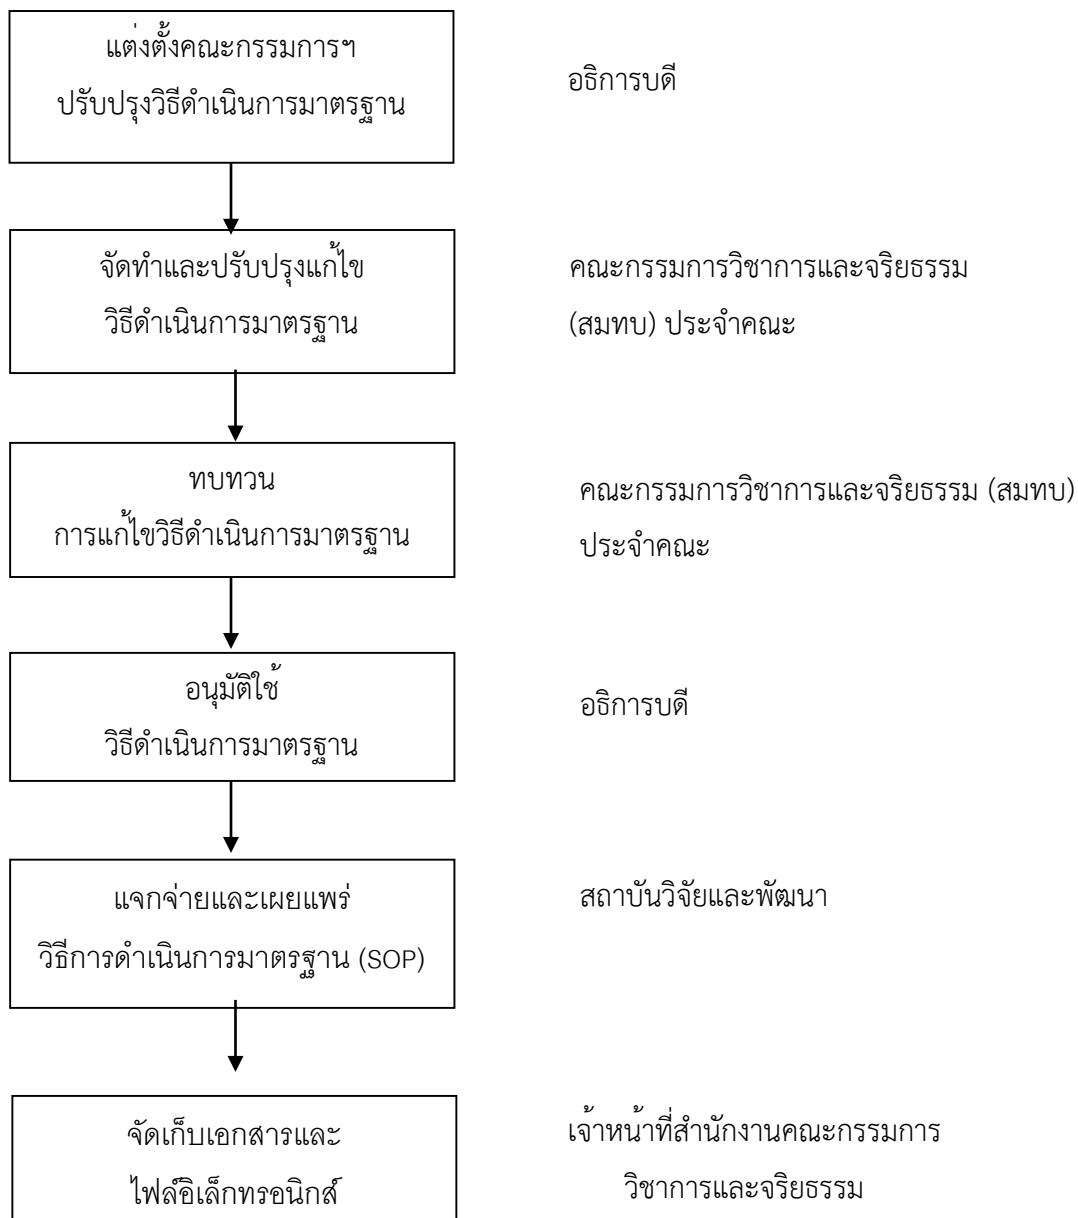 แต่งตั้งคณะกรรมการฯ
ปรับปรุงวิธีดำเนินการมาตรฐาน
อธิการบดี
จัดทำและปรับปรุงแก้ไข
วิธีดำเนินการมาตรฐาน
คณะกรรมการวิชาการและจริยธรรม
(สมทบ) ประจำคณะ
ทบทวน
การแก้ไขวิธีดำเนินการมาตรฐาน
คณะกรรมการวิชาการและจริยธรรม (สมทบ)
ประจำคณะ
อนุมัติใช้
วิธีดำเนินการมาตรฐาน
อธิการบดี
แจกจ่ายและเผยแพร่
วิธีการดำเนินการมาตรฐาน (SOP)
สถาบันวิจัยและพัฒนา
จัดเก็บเอกสารและ
ไฟล์อิเล็กทรอนิกส์
เจ้าหน้าที่สำนักงานคณะกรรมการ
วิชาการและจริยธรรม